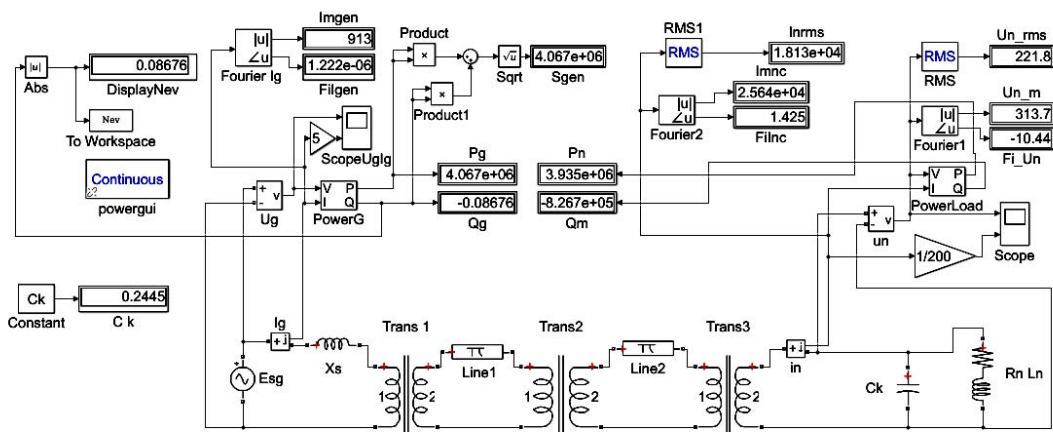 Imgen
913
|u|
∠u
Fourier Ig
1.222e-06
FiIgen
Product
×
×
Product1
√u
Sqrt
4.067e+06
Sgen
RMS1
RMS
Inrms
1.813e+04
Imnc
2.564e+04
|u|
∠u
Fourier2
1.425
FiInc
Un_rms
RMS
RMS
221.8
Un_m
|u|
∠u
Fourier1
313.7
-10.44
Fi_Un
|u|
Abs
0.08676
DisplayNev
Nev
To Workspace
Continuous
powergui
5
ScopeUgIg
Pg
4.067e+06
-0.08676
Qg
Pn
3.935e+06
-8.267e+05
Qm
+
-
v
Ug
V P
I Q
PowerG
V P
I Q
PowerLoad
+
-
v
un
1/200
Scope
Ck
Constant
0.2445
C k
Ig
+ i
-
Trans 1
Trans2
Trans3
+ i
-
in
Esg
Xs
1
2
π
Line1
1
2
π
Line2
1
2
Ck
Rn Ln